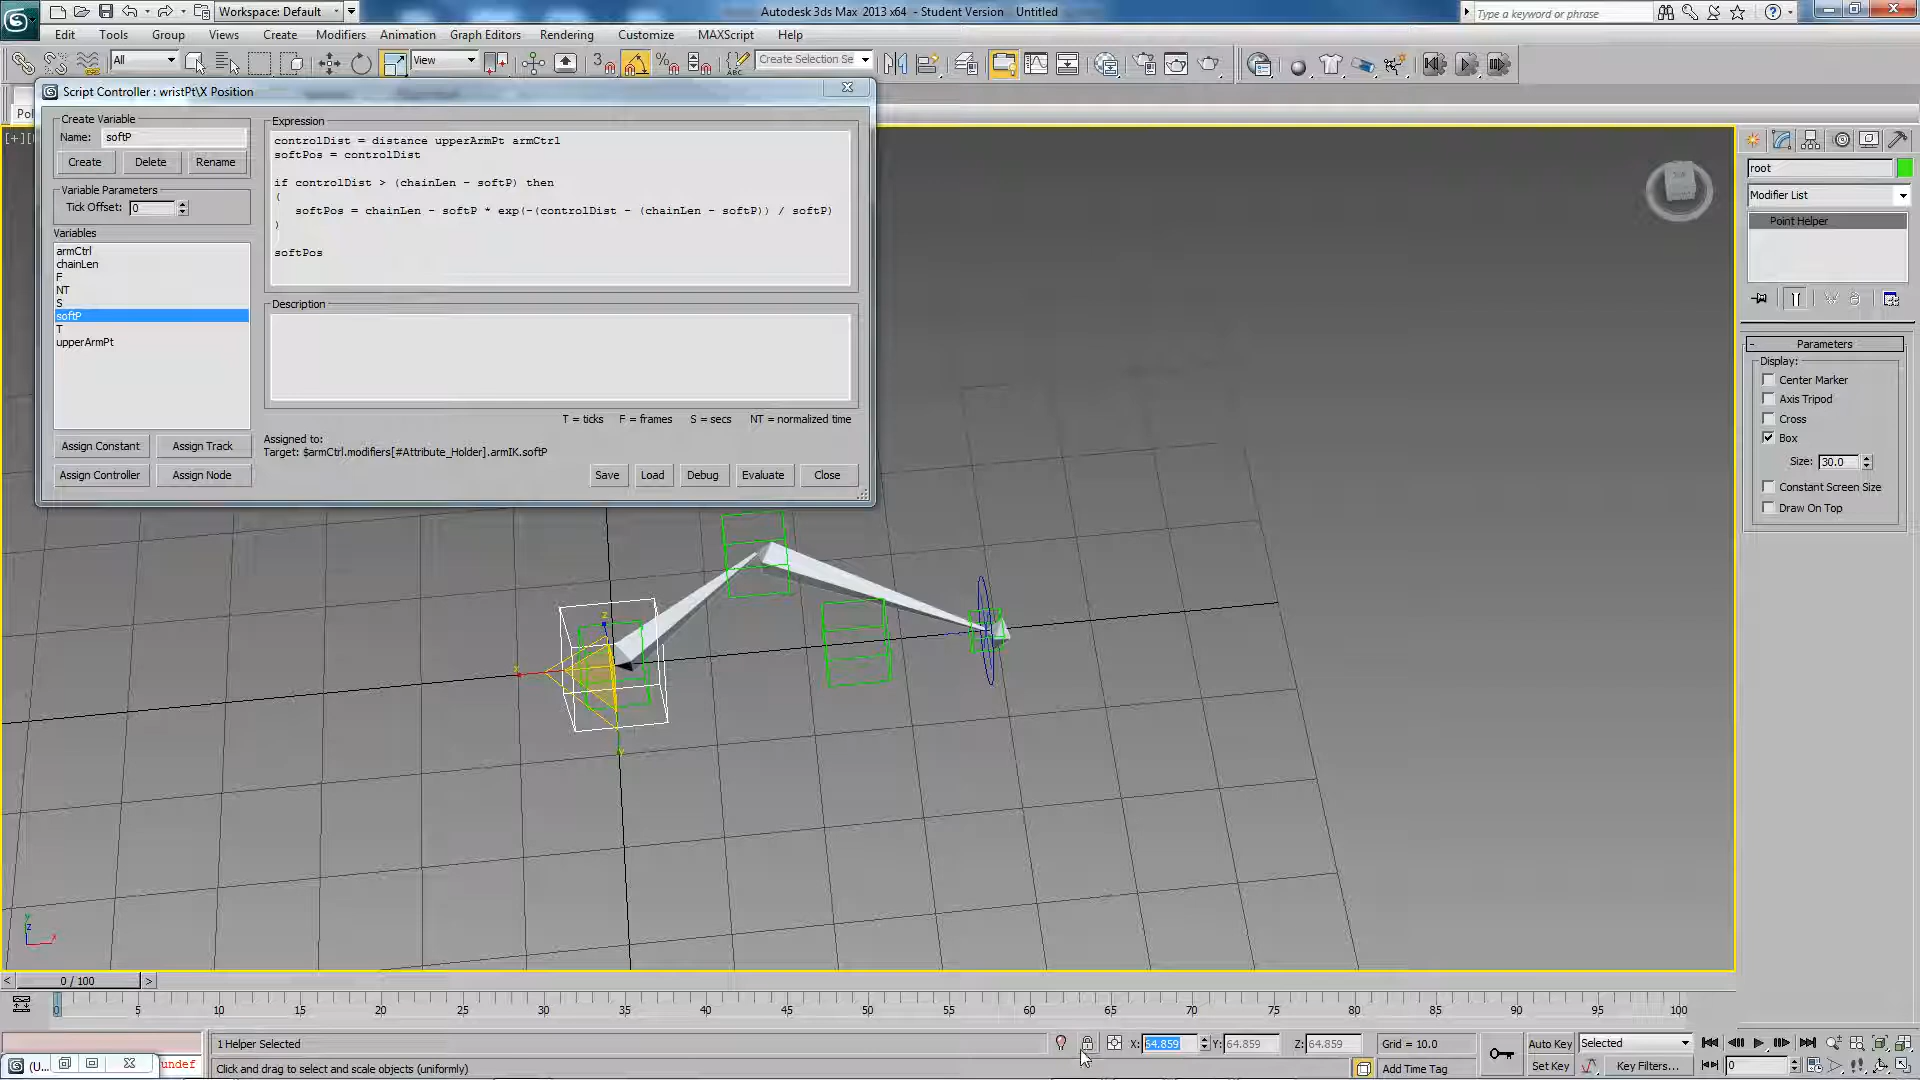 Workspace: Default
Autodesk 3ds Max 2013 x64 - Student Version Untitled
Type a keyword or phrase
Edit Tools Group Views Create Modifiers Animation Graph Editors Rendering Customize MAXScript Help
All
View
3
Create Selection Se
Script Controller : wristPt\X Position
Create Variable
Name: softP
Create Delete Rename
Variable Parameters
Tick Offset: 0
Variables
armCtrl
chainLen
F
NT
S
softP
T
upperArmPt
Assign Constant Assign Track
Assign Controller Assign Node
Expression
controlDist = distance upperArmPt armCtrl
softPos = controlDist
if controlDist > (chainLen - softP) then
(
softPos = chainLen - softP * exp(-(controlDist - (chainLen - softP)) / softP)
)
softPos
Description
T = ticks F = frames S = secs NT = normalized time
Assigned to:
Target: $armCtrl.modifiers[#Attribute_Holder].armIK.softP
Save Load Debug Evaluate Close
root
Modifier List
Point Helper
- Parameters
Display:
Center Marker
Axis Tripod
Cross
Box
Size: 30.0
Constant Screen Size
Draw On Top
z
x
y
y
z
x
< 0 / 100 >
0 5 10 15 20 25 30 35 40 45 50 55 60 65 70 75 80 85 90 95 100
1 Helper Selected
X: 64.859 Y: 64.859 Z: 64.859 Grid = 10.0
Auto Key Selected
(U... undef
Click and drag to select and scale objects (uniformly)
Add Time Tag
Set Key Key Filters... 0